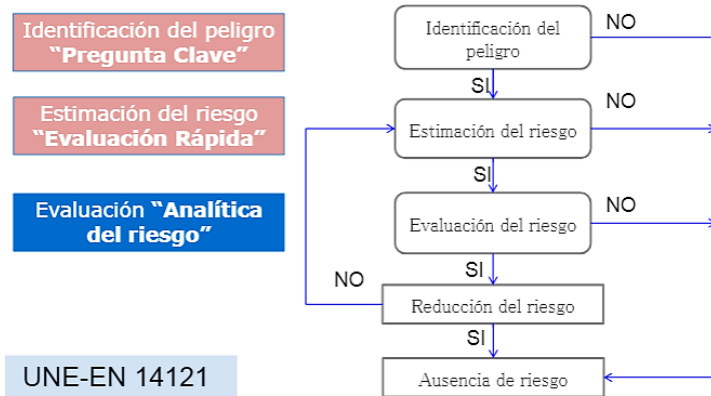 Identificación del peligro
“Pregunta Clave”
Estimación del riesgo
“Evaluación Rápida”
Evaluación “Analítica
del riesgo”
UNE-EN 14121
Identificación del
peligro
NO
SI
Estimación del riesgo
NO
SI
Evaluación del riesgo
NO
SI
NO
Reducción del riesgo
SI
Ausencia de riesgo